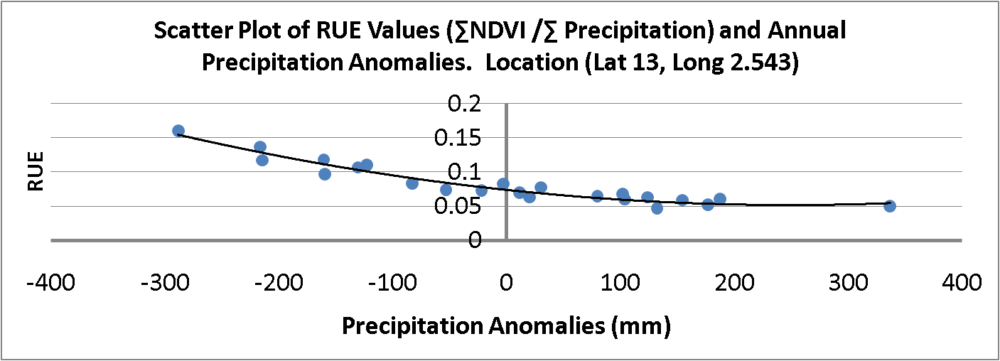 Scatter Plot of RUE Values (∑NDVI /∑ Precipitation) and Annual
Precipitation Anomalies.  Location (Lat 13, Long 2.543)
0.2
0.15
0.1
0.05
0
RUE
-400 -300 -200 -100 0 100 200 300 400
Precipitation Anomalies (mm)